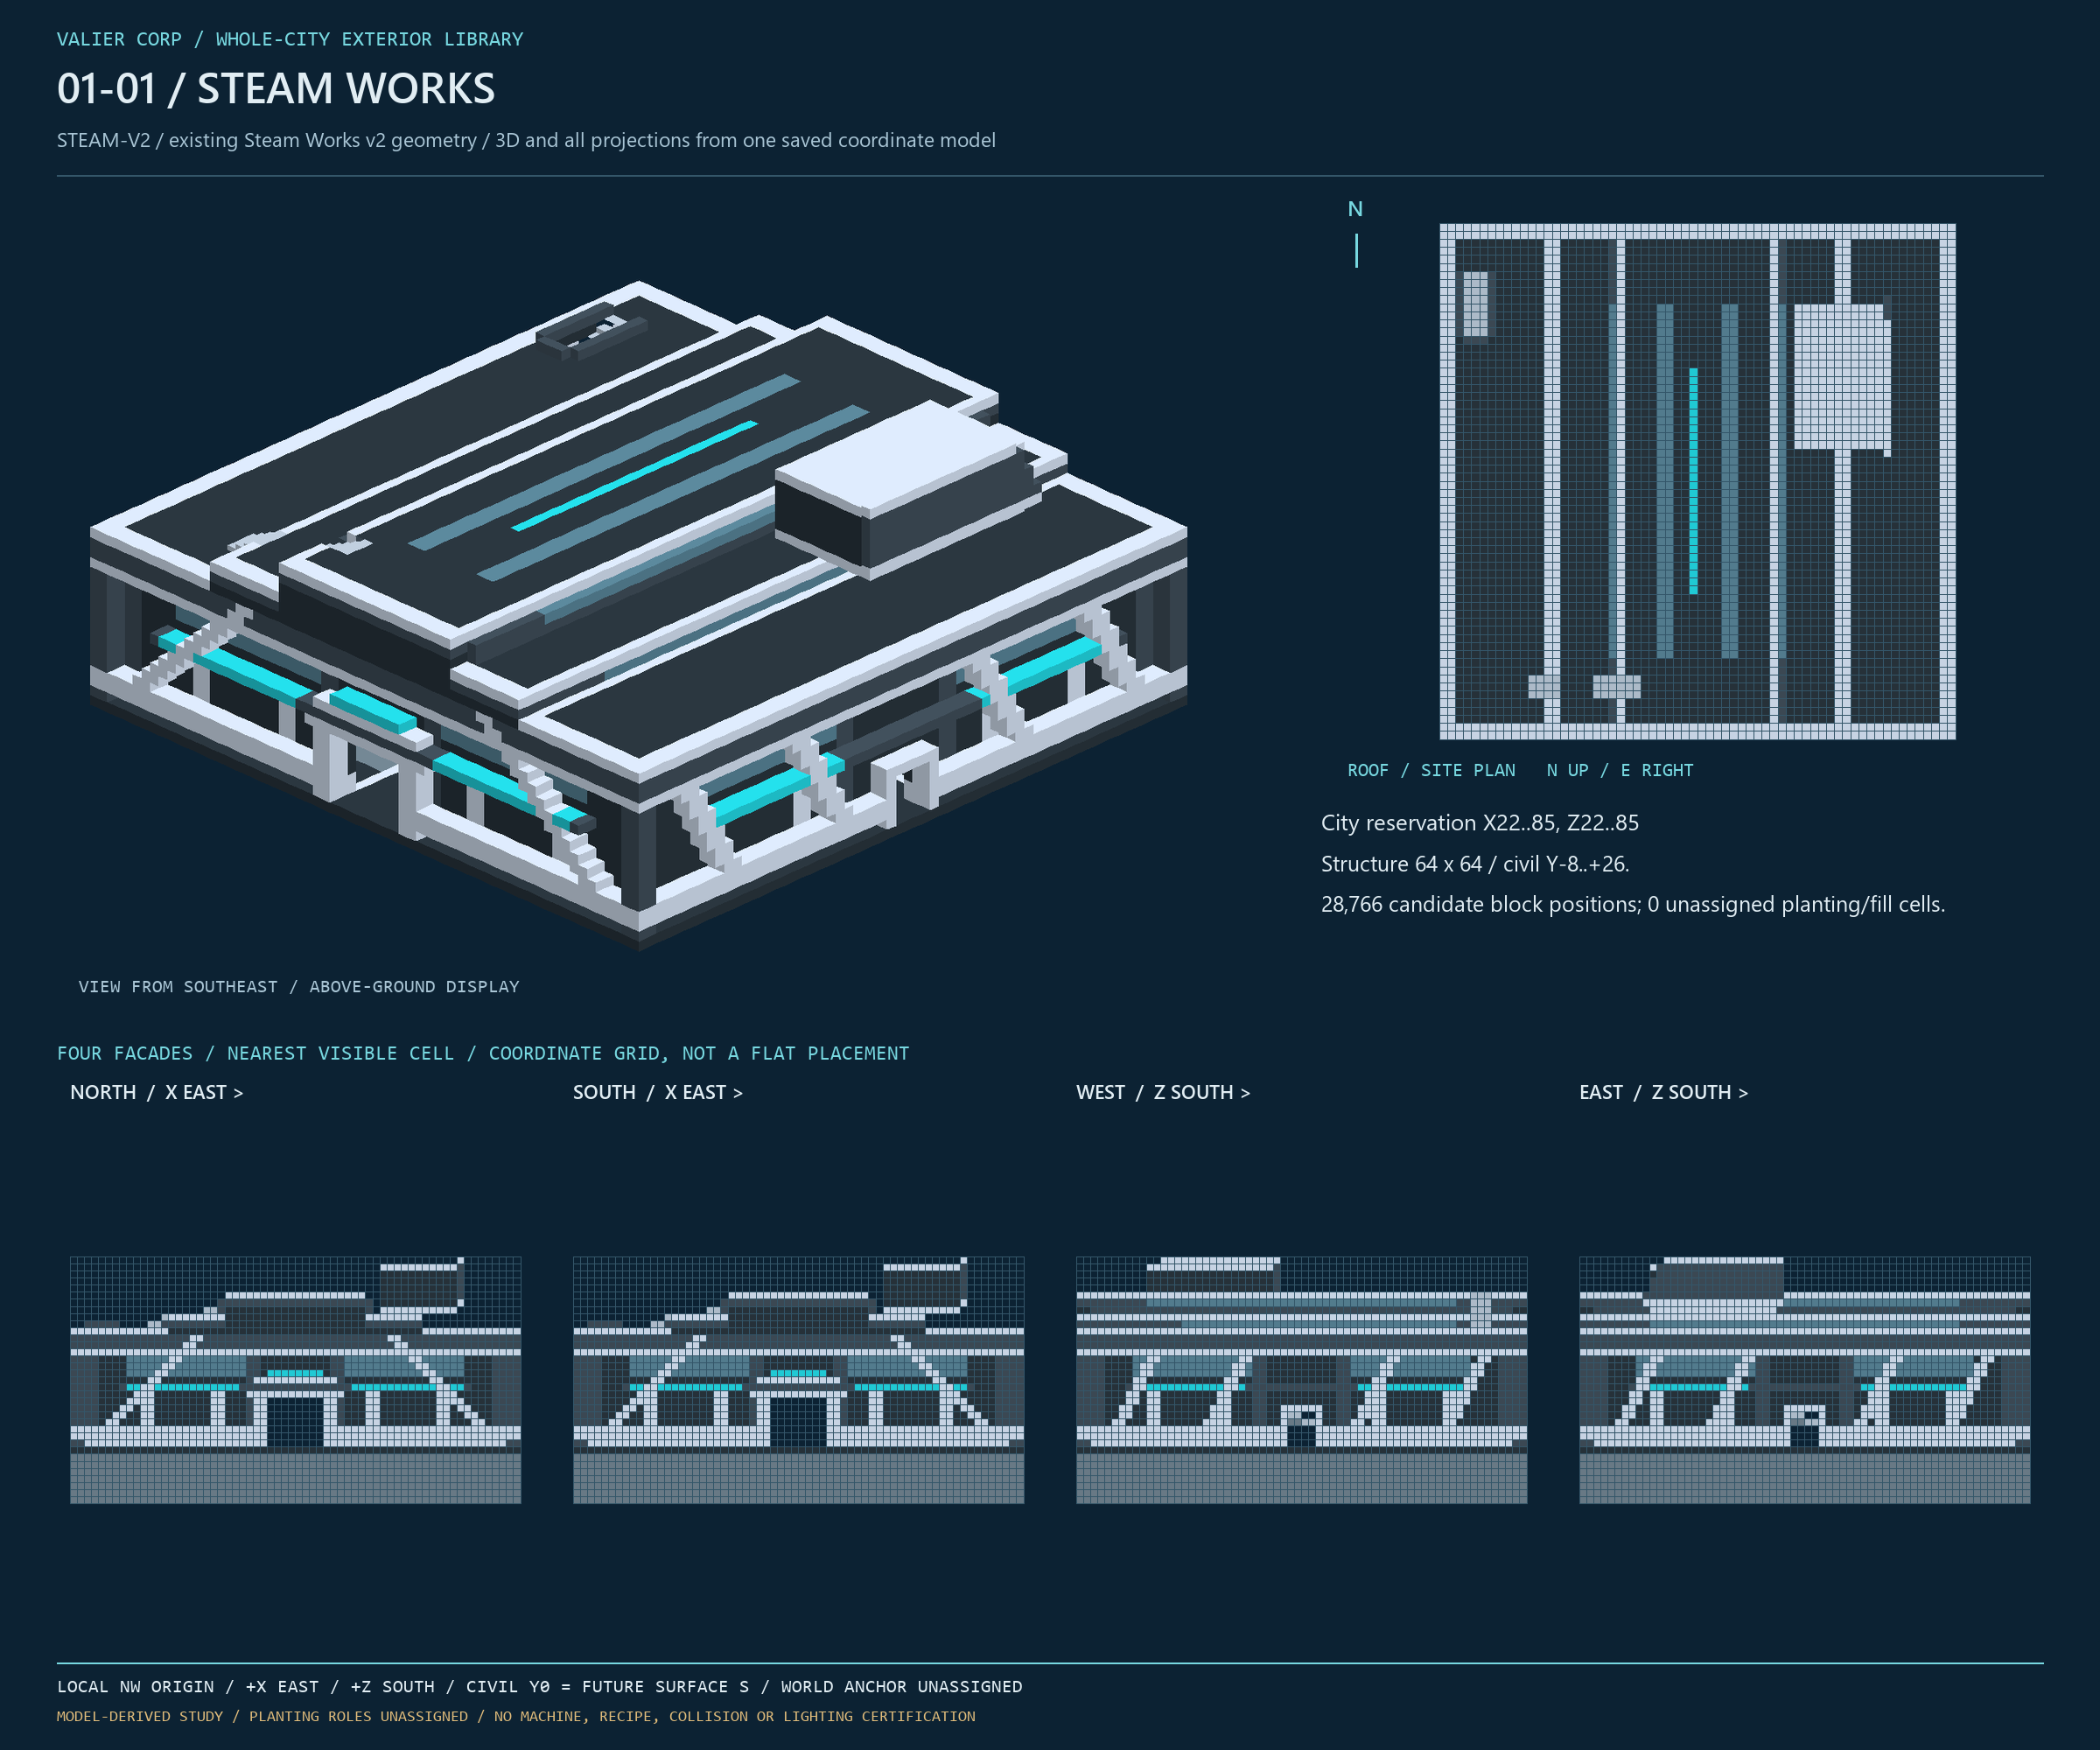 VALIER CORP / WHOLE-CITY EXTERIOR LIBRARY
01-01 / STEAM WORKS
STEAM-V2 / existing Steam Works v2 geometry / 3D and all projections from one saved coordinate model
N
ROOF / SITE PLAN   N UP / E RIGHT
City reservation X22..85, Z22..85
Structure 64 x 64 / civil Y-8..+26.
28,766 candidate block positions; 0 unassigned planting/fill cells.
VIEW FROM SOUTHEAST / ABOVE-GROUND DISPLAY
FOUR FACADES / NEAREST VISIBLE CELL / COORDINATE GRID, NOT A FLAT PLACEMENT
NORTH / X EAST >
SOUTH / X EAST >
WEST / Z SOUTH >
EAST / Z SOUTH >
LOCAL NW ORIGIN / +X EAST / +Z SOUTH / CIVIL Y0 = FUTURE SURFACE S / WORLD ANCHOR UNASSIGNED
MODEL-DERIVED STUDY / PLANTING ROLES UNASSIGNED / NO MACHINE, RECIPE, COLLISION OR LIGHTING CERTIFICATION